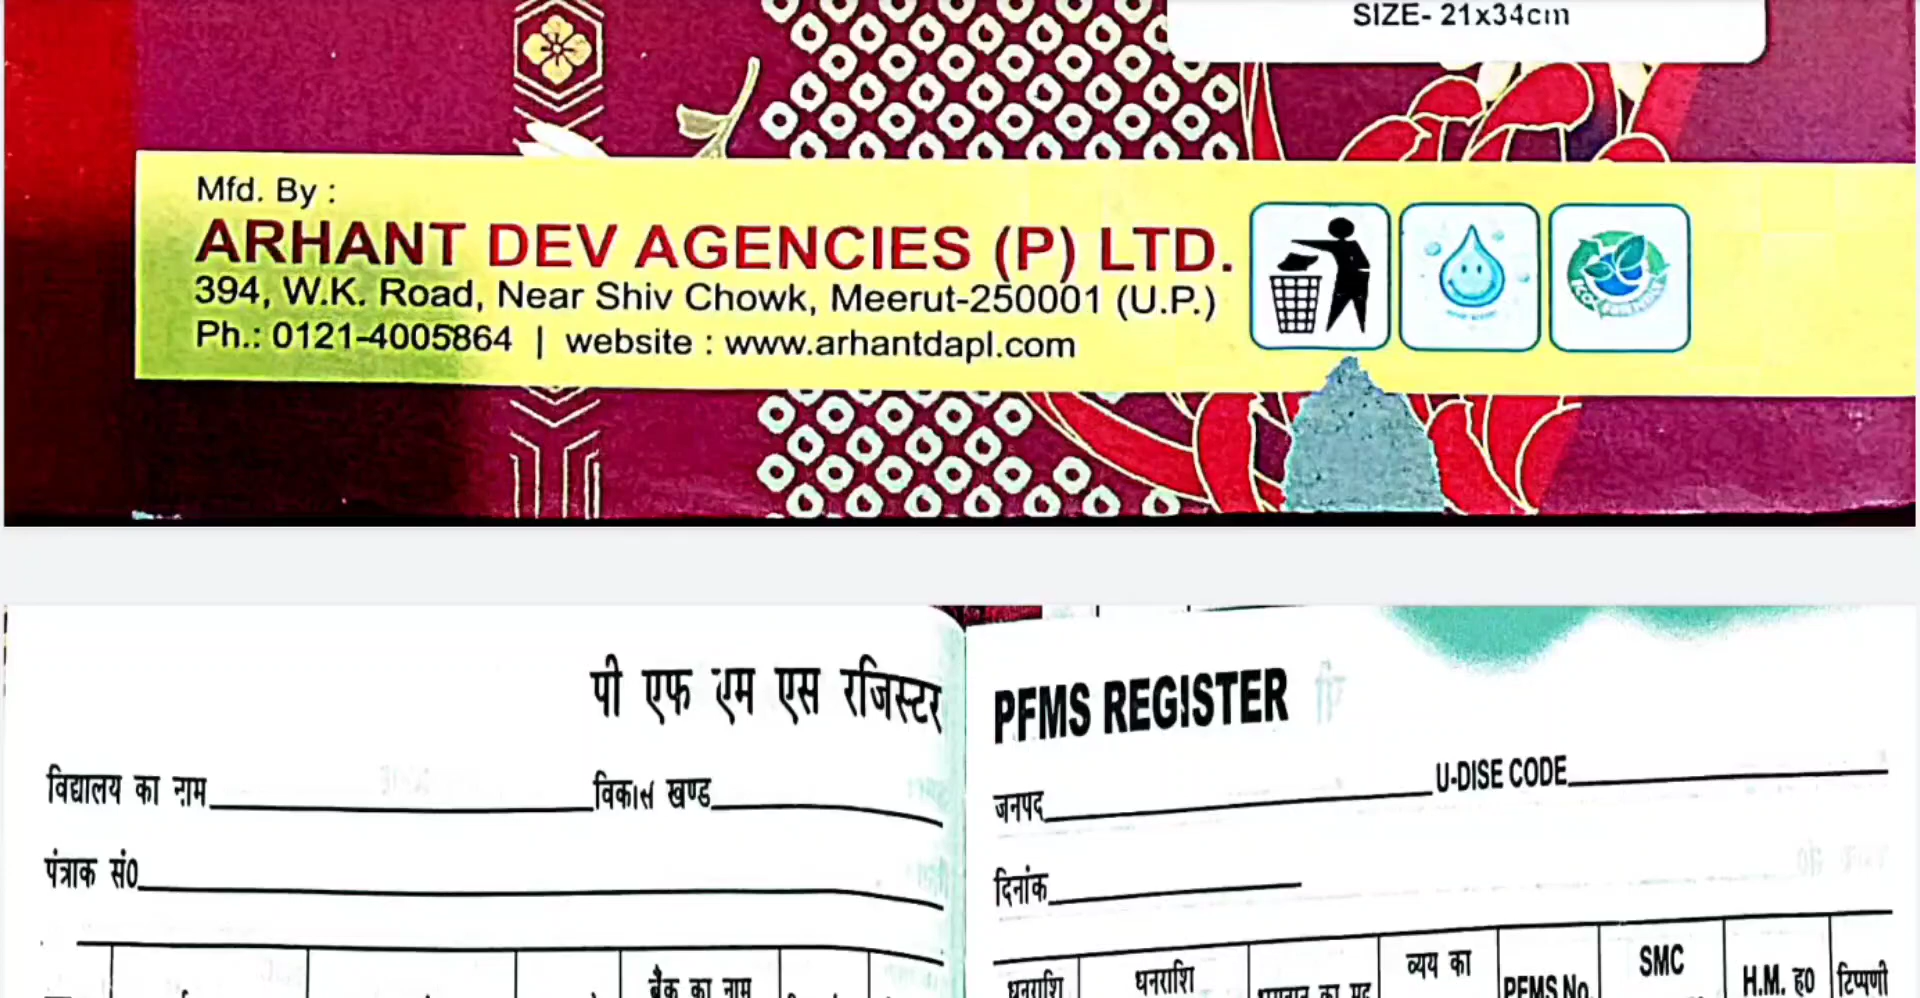 SIZE- 21x34cm
Mfd. By :
ARHANT DEV AGENCIES (P) LTD.
394, W.K. Road, Near Shiv Chowk, Meerut-250001 (U.P.)
Ph.: 0121-4005864 | website : www.arhantdapl.com
पी एफ एम एस रजिस्टर
PFMS REGISTER
विद्यालय का नाम विकास खण्ड
जनपद U-DISE CODE
पंत्राक सं0
दिनांक
बैंक का नाम
धनराशि धनराशि व्यय का PFMS No. SMC H.M. ह0 टिप्पणी